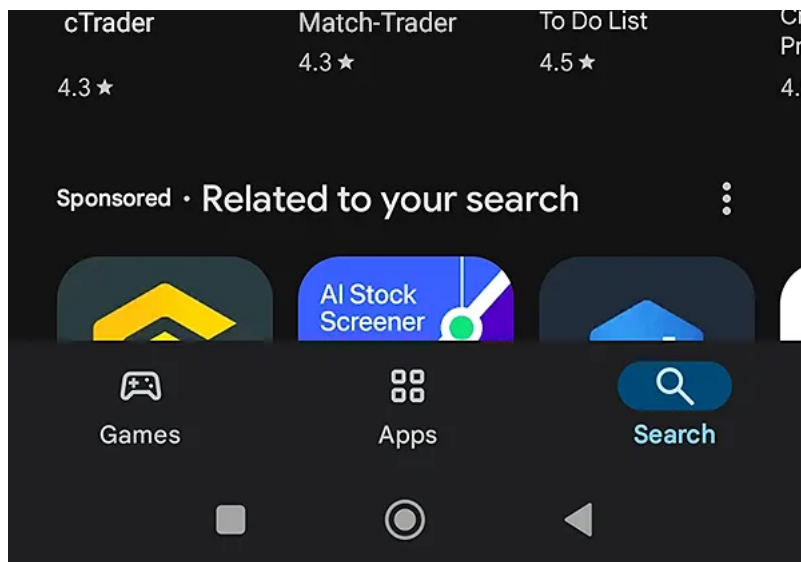 cTrader
Match-Trader
To Do List
4.3 ★
4.3 ★
4.5 ★
4.
Sponsored • Related to your search
AI Stock
Screener
Games
Apps
Search